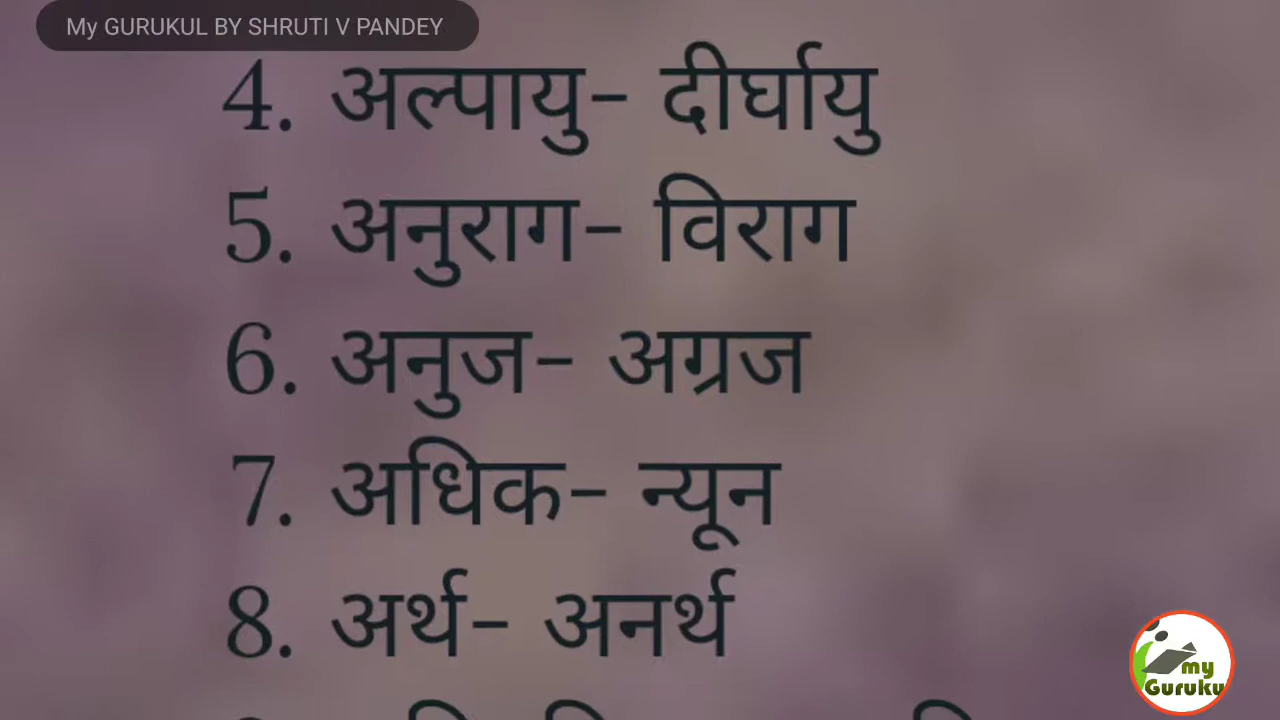 My GURUKUL BY SHRUTI V PANDEY
4. अल्पायु- दीर्घायु
5. अनुराग- विराग
6. अनुज- अग्रज
7. अधिक- न्यून
8. अर्थ- अनर्थ
my
Guruku